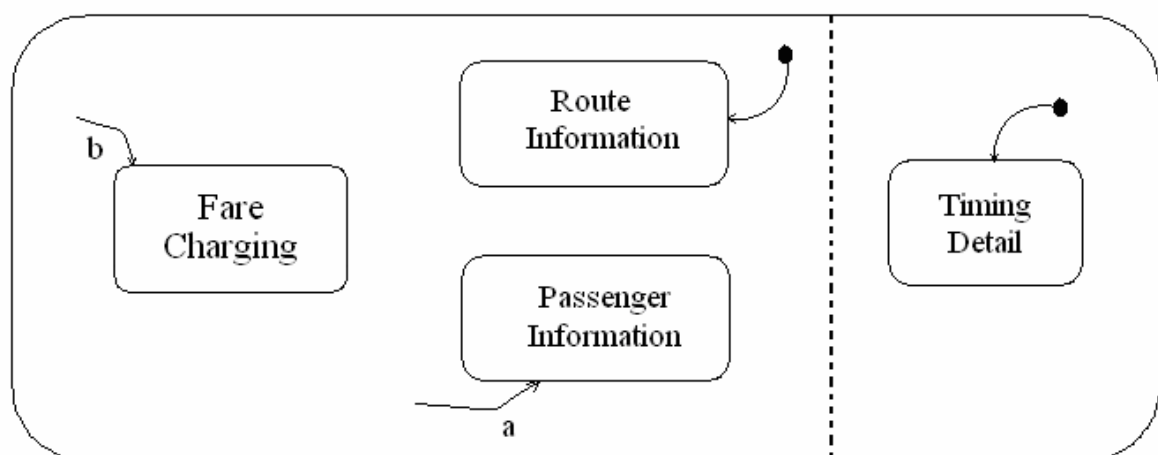 Route
Information
b
Fare
Charging
Timing
Detail
Passenger
Information
a